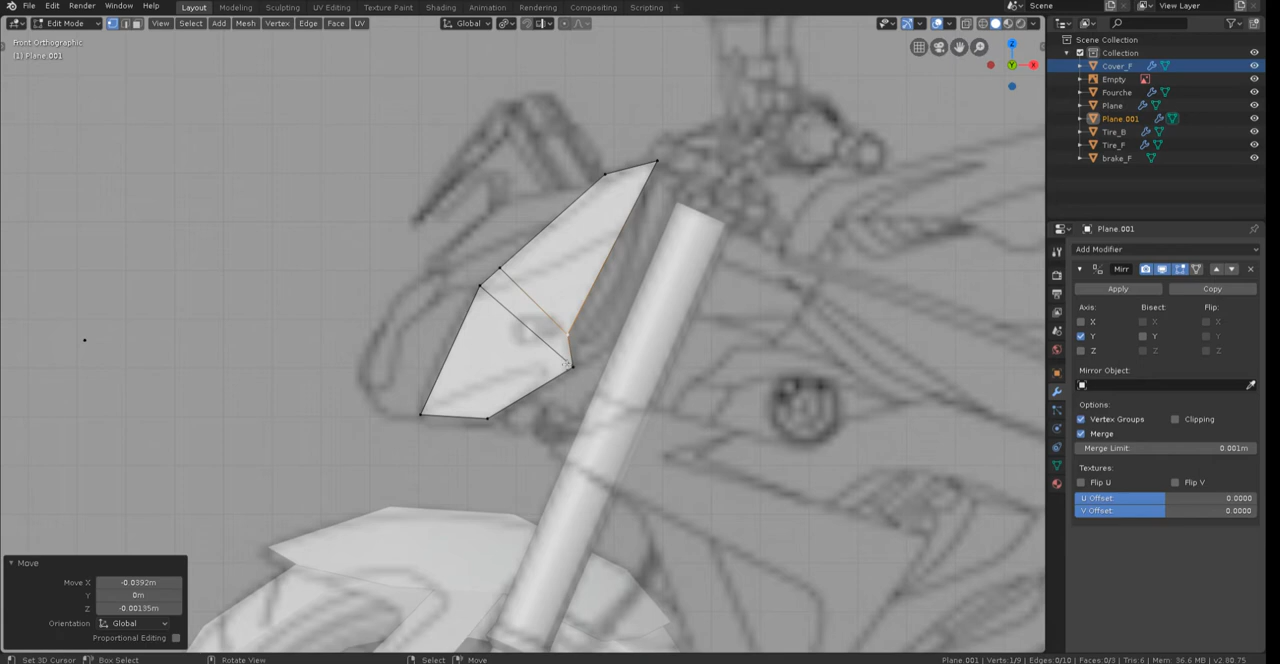 File Edit Render Window Help Layout Modeling Sculpting UV Editing Texture Paint Shading Animation Rendering Compositing Scripting + Scene View Layer
Edit Mode View Select Add Mesh Vertex Edge Face UV Global
Front Orthographic
(1) Plane.001
Z
Y
X
Scene Collection
Collection
Cover_F
Empty
Fourche
Plane
Plane.001
Tire_B
Tire_F
brake_F
Plane.001
Add Modifier
Mirr
Apply Copy
Axis: Bisect: Flip:
X X X
Y Y Y
Z Z Z
Mirror Object:
Options:
Vertex Groups Clipping
Merge
Merge Limit: 0.001m
Textures:
Flip U Flip V
U Offset: 0.0000
V Offset: 0.0000
Move
Move X -0.0392m
Y 0m
Z -0.00135m
Orientation Global
Proportional Editing
Set 3D Cursor Box Select Rotate View Select Move Plane.001 | Verts:1/9 | Edges:0/10 | Faces:0/3 | Tris:6 | Mem: 36.6 MB | v2.80.75